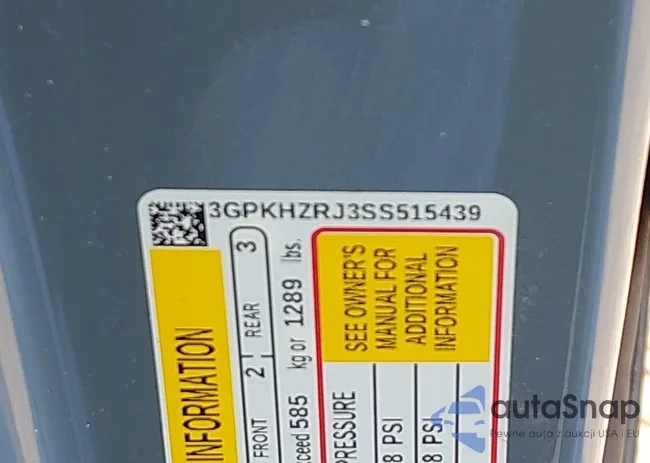 3GPKHZRJ3SS515439
INFORMATION
FRONT 2 REAR 3
585 kg or 1289 lbs.
PRESSURE
8 PSI
8 PSI
SEE OWNER'S
MANUAL FOR
ADDITIONAL
INFORMATION
autaSnap
Pewne auta z aukcji USA i EU